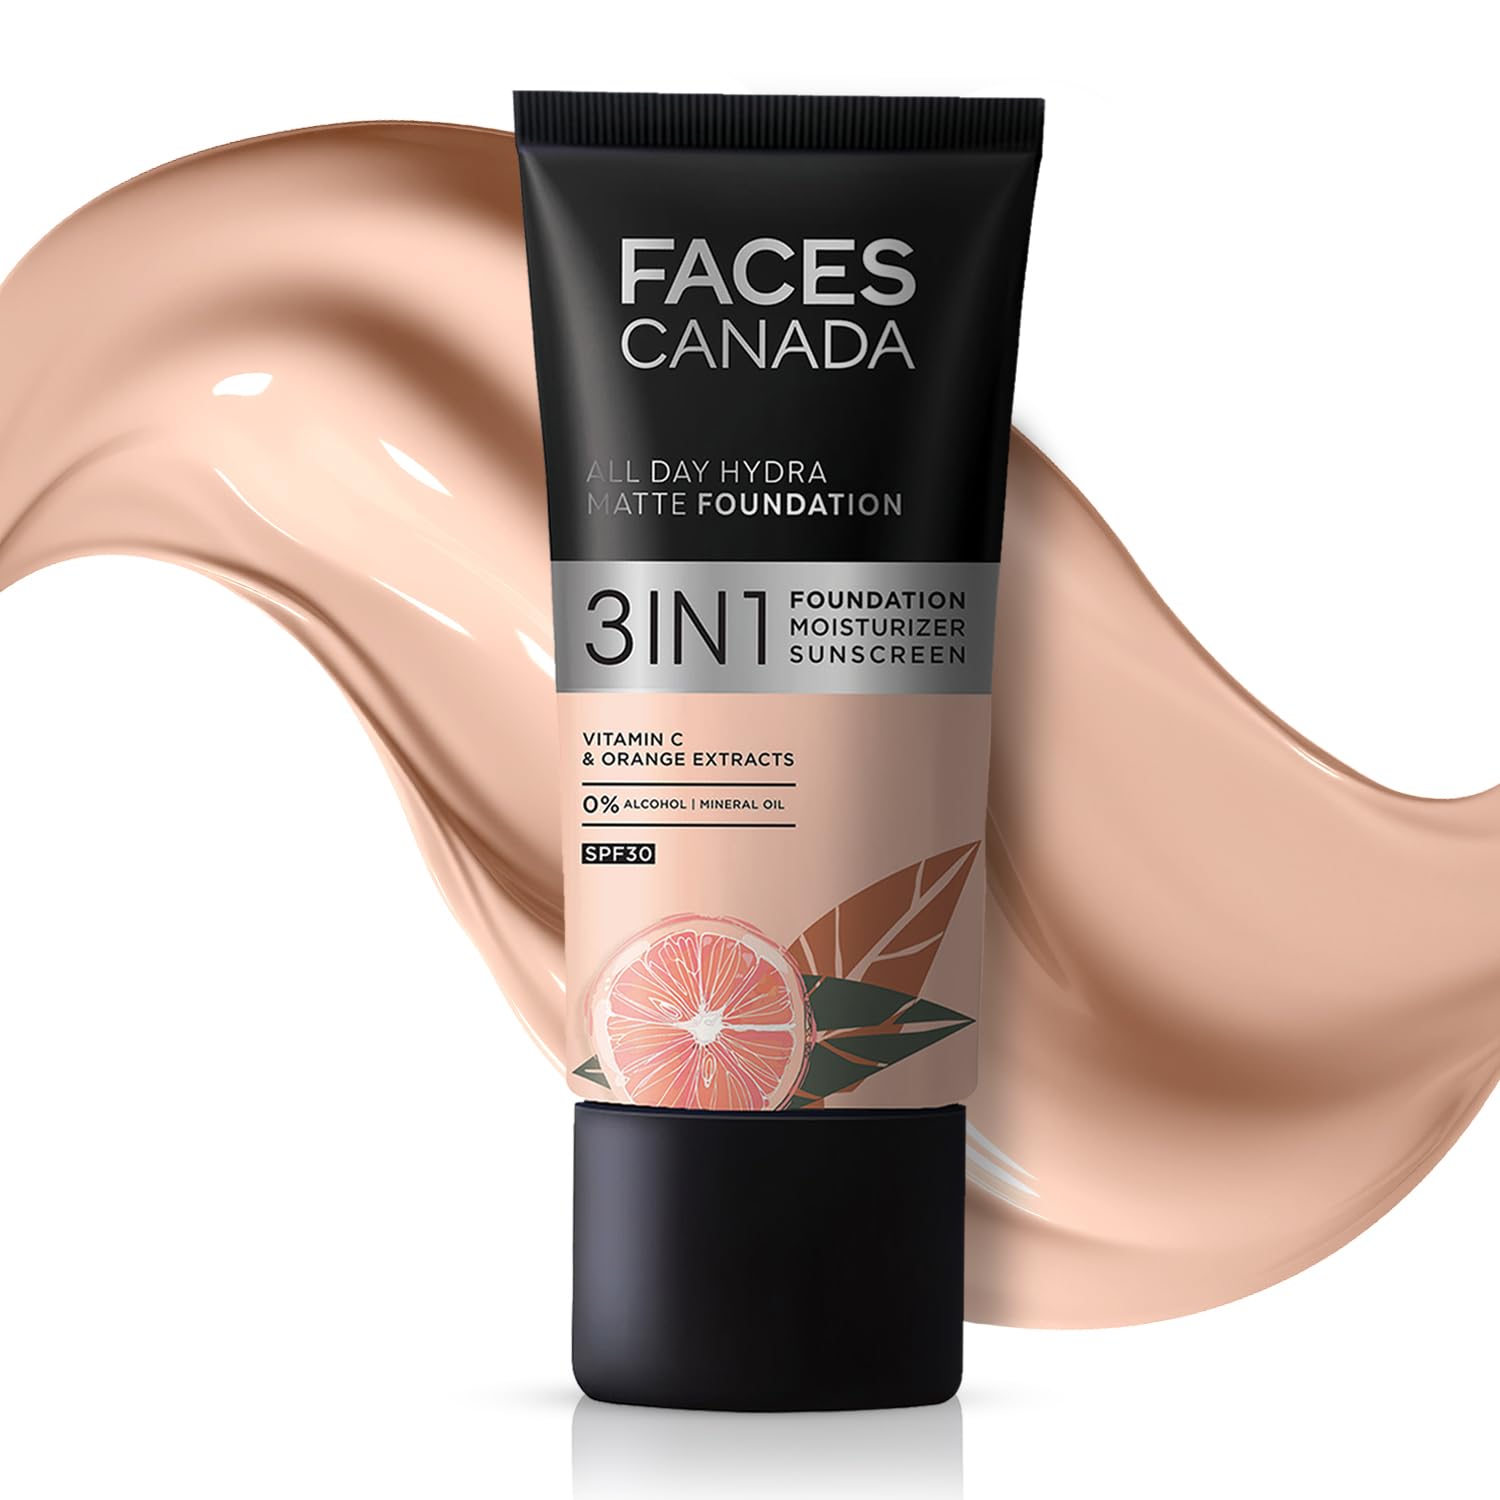 FACES
CANADA
ALL DAY HYDRA
MATTE FOUNDATION
3IN1
FOUNDATION
MOISTURIZER
SUNSCREEN
VITAMIN C
& ORANGE EXTRACTS
0% ALCOHOL | MINERAL OIL
SPF30